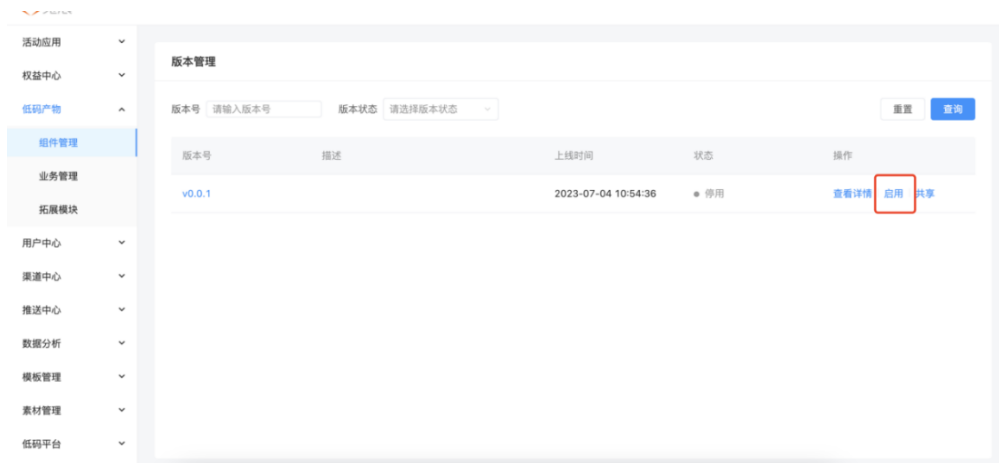 活动应用
权益中心
低码产物
组件管理
业务管理
拓展模块
用户中心
渠道中心
推送中心
数据分析
模板管理
素材管理
低码平台
版本管理
版本号 请输入版本号 版本状态 请选择版本状态 重置 查询
版本号 描述 上线时间 状态 操作
v0.0.1 2023-07-04 10:54:36 停用 查看详情 启用 共享